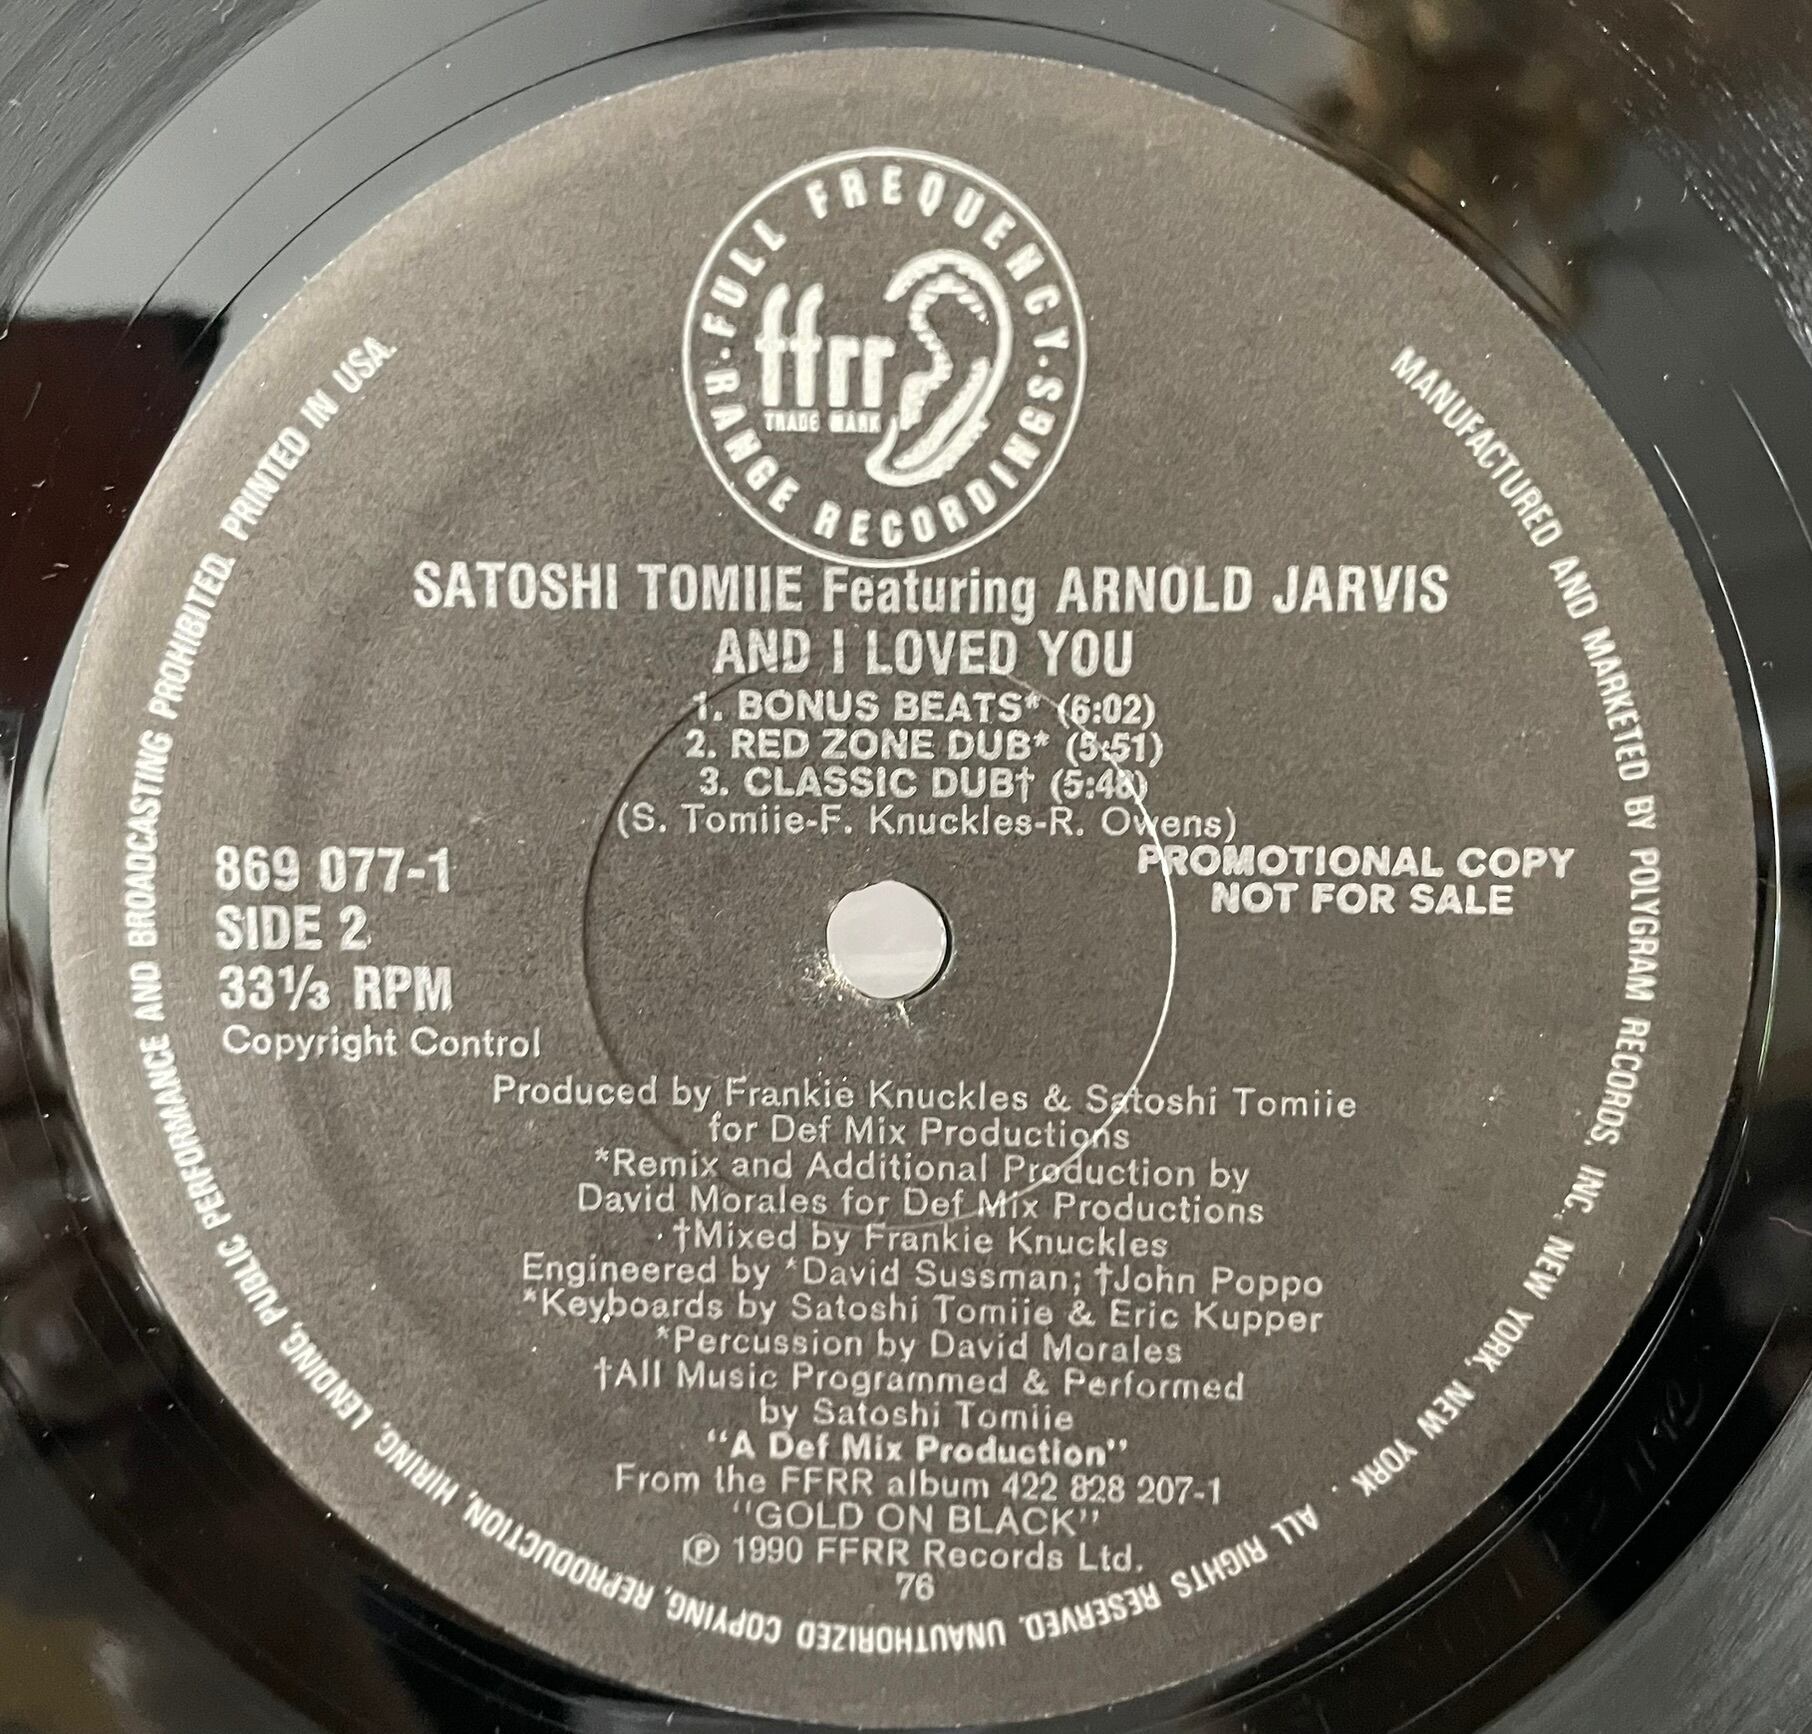 FULL FREQUENCY
ffrr
TRADE MARK
RANGE RECORDINGS
SATOSHI TOMIIE Featuring ARNOLD JARVIS
AND I LOVED YOU
1. BONUS BEATS* (6:02)
2. RED ZONE DUB* (5:51)
3. CLASSIC DUB† (5:48)
(S. Tomiie-F. Knuckles-R. Owens)
869 077-1
SIDE 2
33⅓ RPM
Copyright Control
PROMOTIONAL COPY
NOT FOR SALE
Produced by Frankie Knuckles & Satoshi Tomiie
for Def Mix Productions
*Remix and Additional Production by
David Morales for Def Mix Productions
†Mixed by Frankie Knuckles
Engineered by *David Sussman; †John Poppo
*Keyboards by Satoshi Tomiie & Eric Kupper
*Percussion by David Morales
†All Music Programmed & Performed
by Satoshi Tomiie
"A Def Mix Production"
From the FFRR album 422 828 207-1
"GOLD ON BLACK"
℗ 1990 FFRR Records Ltd.
76
MANUFACTURED AND MARKETED BY POLYGRAM RECORDS, INC., NEW YORK, NEW YORK . ALL RIGHTS RESERVED. UNAUTHORIZED COPYING, REPRODUCTION, HIRING, LENDING, PUBLIC PERFORMANCE AND BROADCASTING PROHIBITED. PRINTED IN USA.